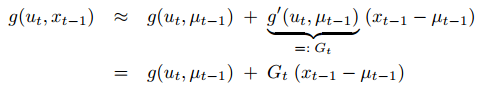 g(u_t, x_{t−1}) ≈ g(u_t, μ_{t−1}) + g′(u_t, μ_{t−1}) (x_{t−1} − μ_{t−1})
=: G_t
= g(u_t, μ_{t−1}) + G_t (x_{t−1} − μ_{t−1})